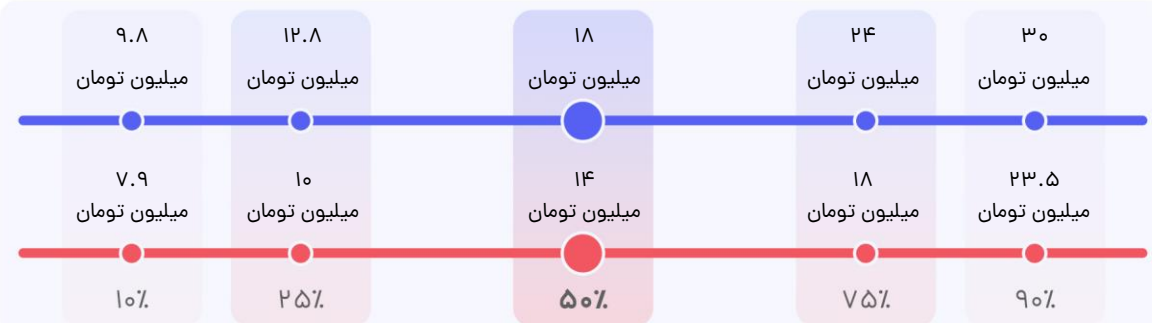 ۹.۸ ۱۲.۸ ۱۸ ۲۴ ۳۰
میلیون تومان میلیون تومان میلیون تومان میلیون تومان میلیون تومان
۷.۹ ۱۰ ۱۴ ۱۸ ۲۳.۵
میلیون تومان میلیون تومان میلیون تومان میلیون تومان میلیون تومان
۱۰٪ ۲۵٪ ۵۰٪ ۷۵٪ ۹۰٪